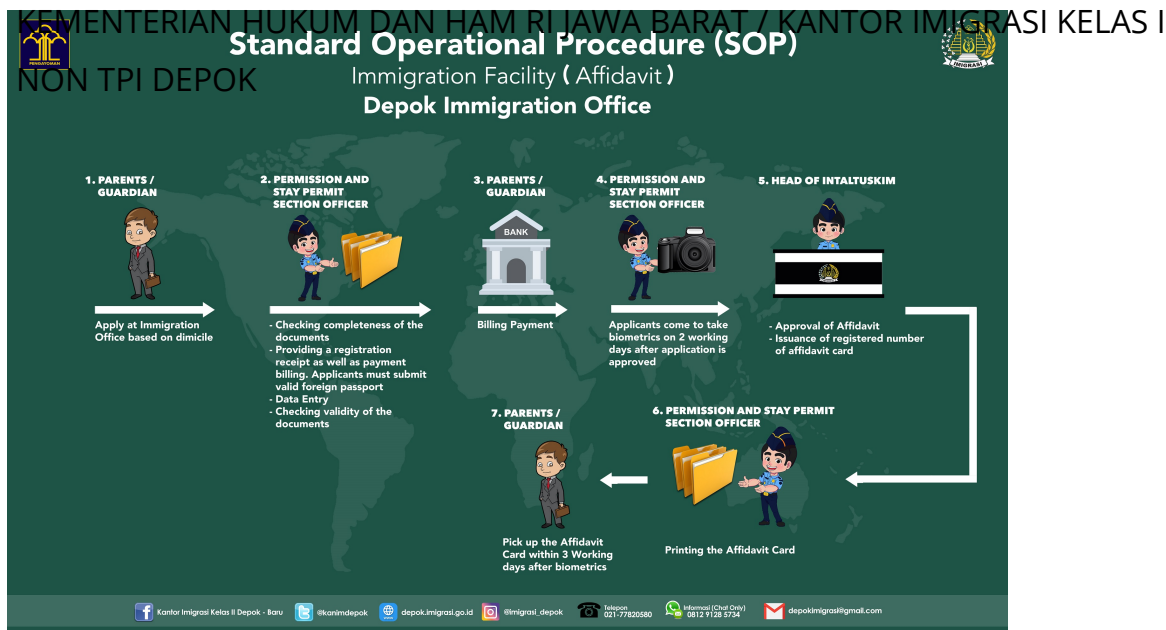 KEMENTERIAN HUKUM DAN HAM RI JAWA BARAT / KANTOR IMIGRASI KELAS I
NON TPI DEPOK
PENGAYOMAN
Standard Operational Procedure (SOP)
Immigration Facility ( Affidavit )
Depok Immigration Office
IMIGRASI
1. PARENTS /
GUARDIAN
Apply at Immigration
Office based on dimicile
2. PERMISSION AND
STAY PERMIT
SECTION OFFICER
- Checking completeness of the
documents
- Providing a registration
receipt as well as payment
billing. Applicants must submit
valid foreign passport
- Data Entry
- Checking validity of the
documents
3. PARENTS /
GUARDIAN
BANK
Billing Payment
4. PERMISSION AND
STAY PERMIT
SECTION OFFICER
Applicants come to take
biometrics on 2 working
days after application is
approved
5. HEAD OF INTALTUSKIM
- Approval of Affidavit
- Issuance of registered number
of affidavit card
6. PERMISSION AND STAY PERMIT
SECTION OFFICER
Printing the Affidavit Card
7. PARENTS /
GUARDIAN
Pick up the Affidavit
Card within 3 Working
days after biometrics
Kantor Imigrasi Kelas II Depok - Baru
@kanimdepok
depok.imigrasi.go.id
@imigrasi_depok
Telepon
021-77820580
Informasi (Chat Only)
0812 9128 5734
depokimigrasi@gmail.com